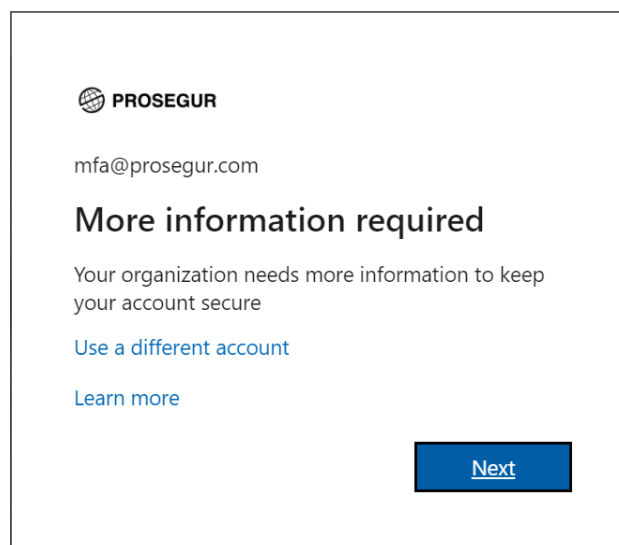 PROSEGUR
mfa@prosegur.com
More information required
Your organization needs more information to keep
your account secure
Use a different account
Learn more
Next